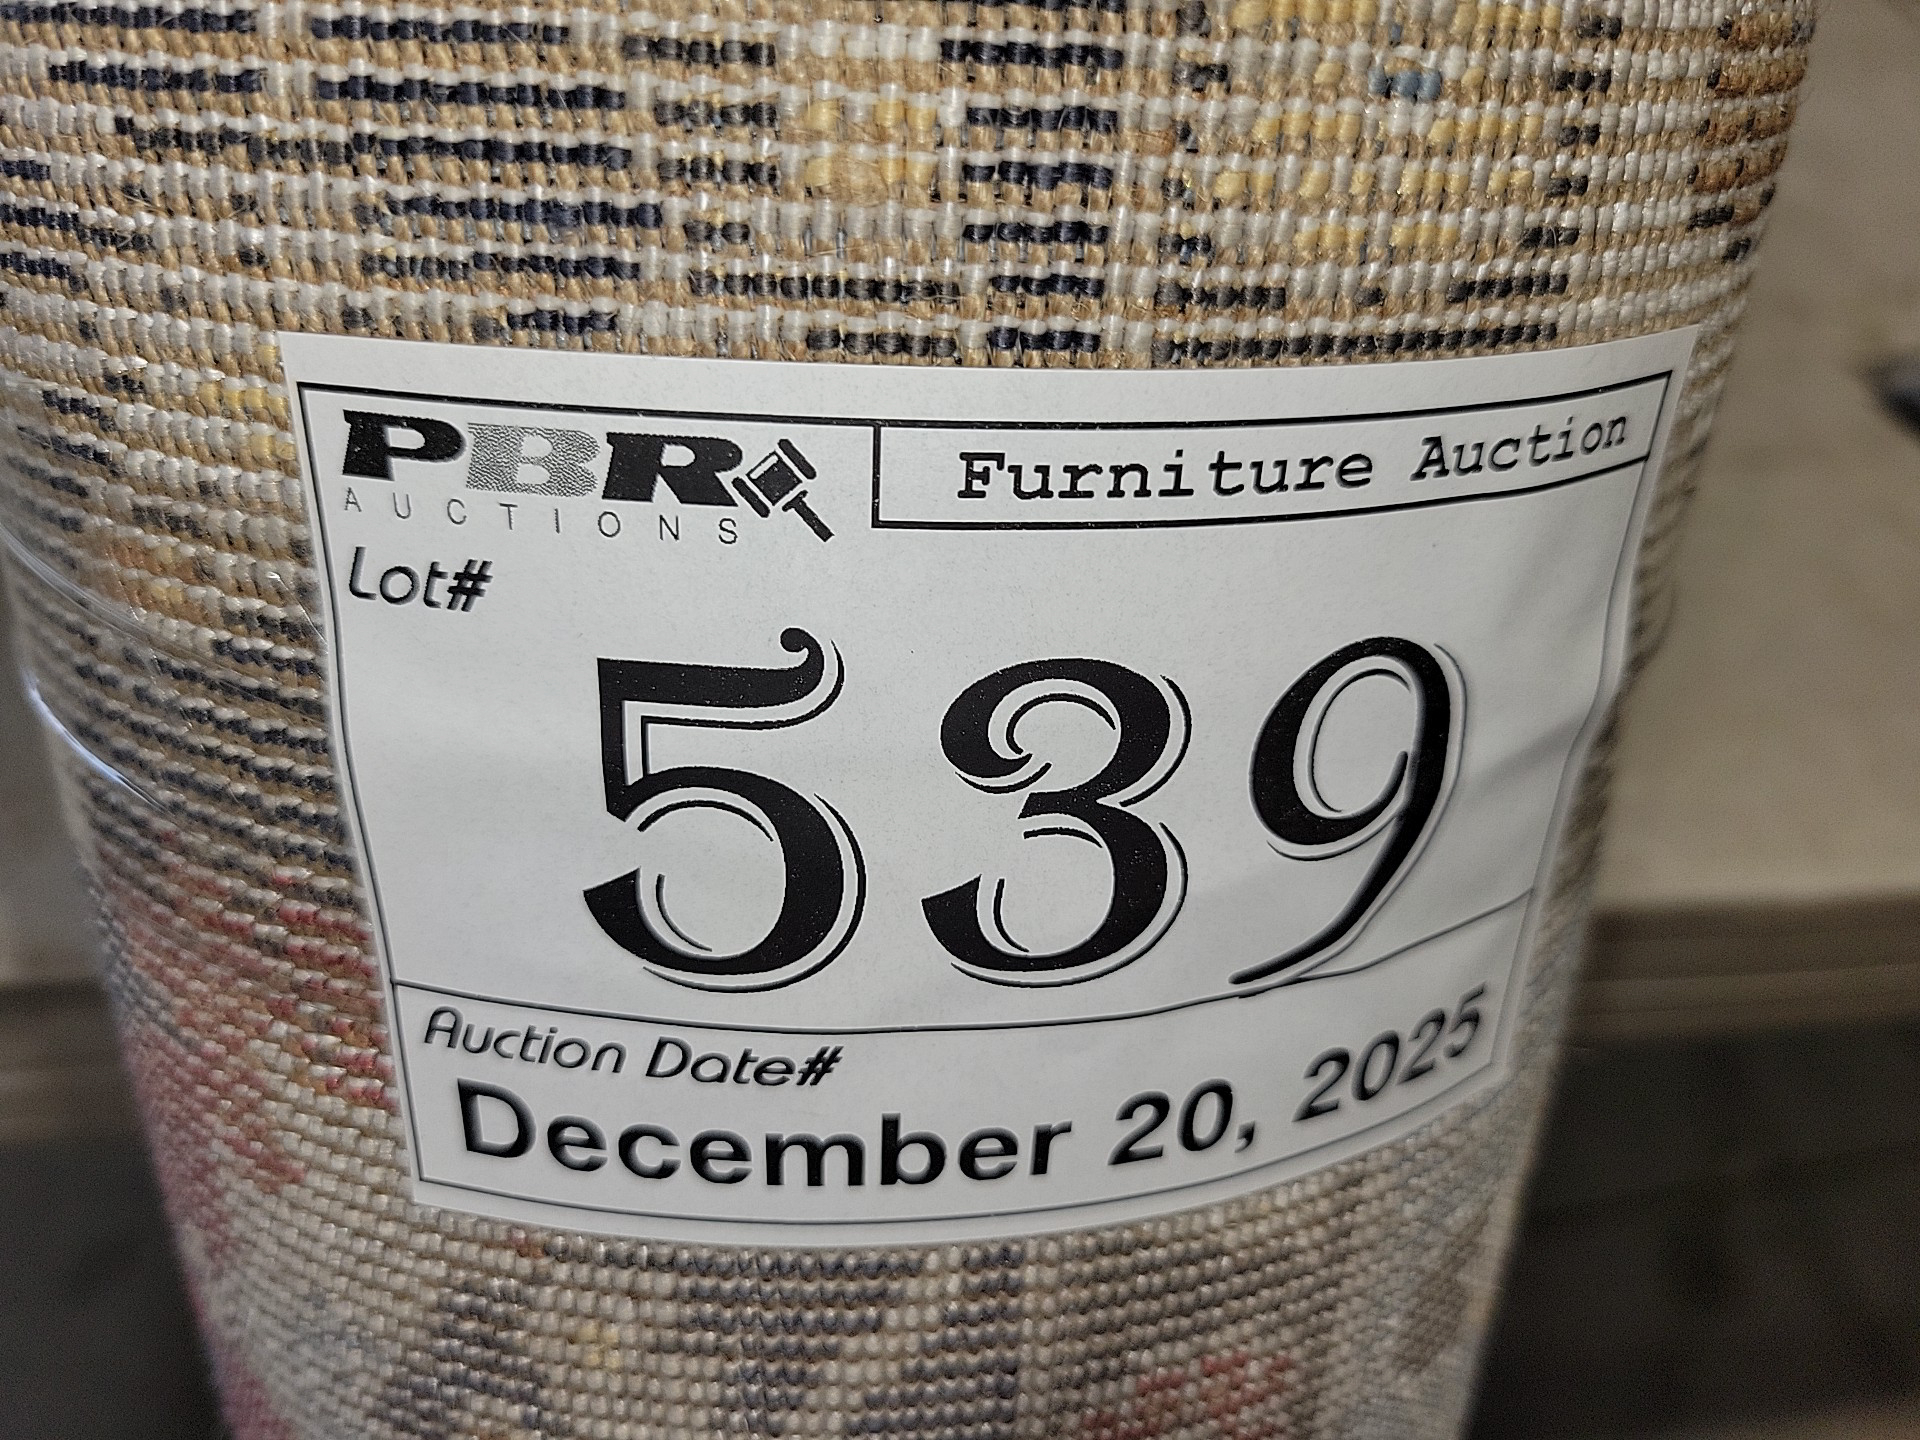 PBR
AUCTIONS
Furniture Auction
Lot#
539
Auction Date#
December 20, 2025